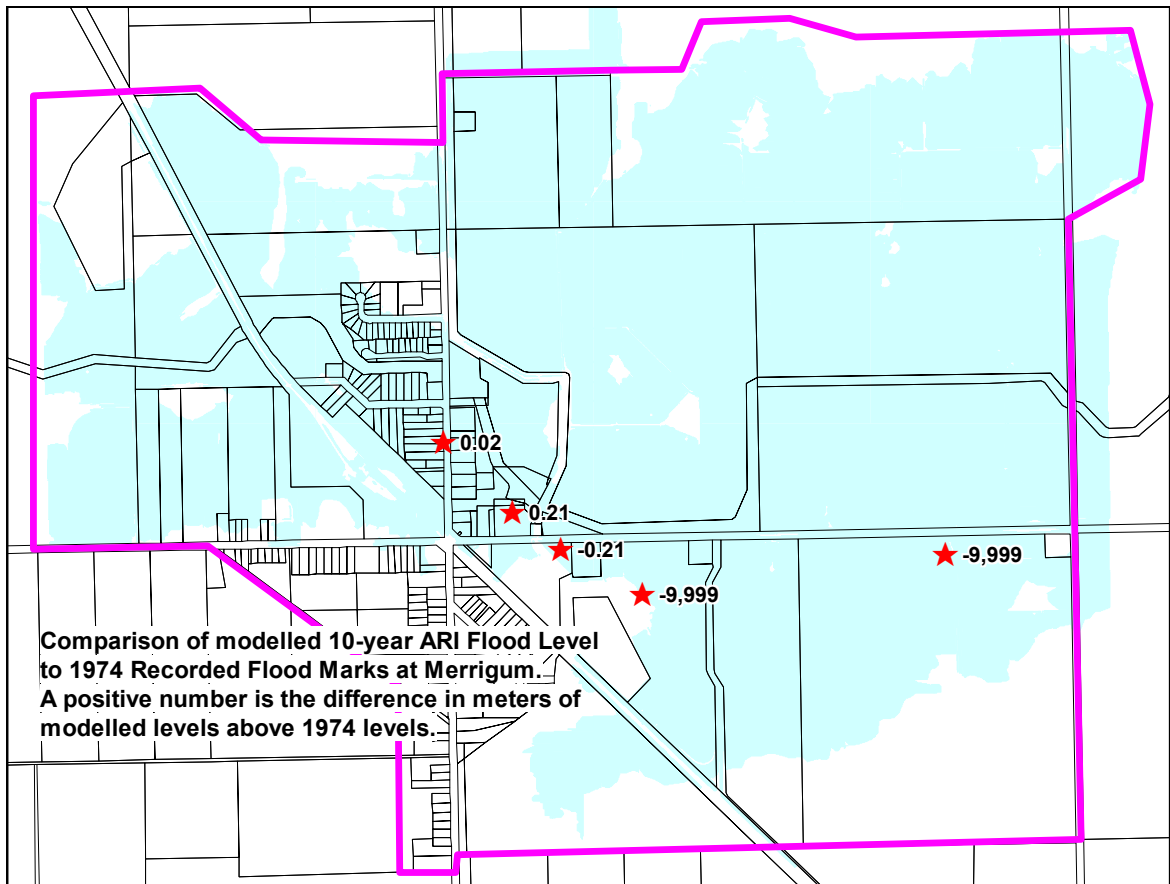 0.02
0.21
-0.21
-9,999
-9,999
Comparison of modelled 10-year ARI Flood Level
to 1974 Recorded Flood Marks at Merrigum.
A positive number is the difference in meters of
modelled levels above 1974 levels.